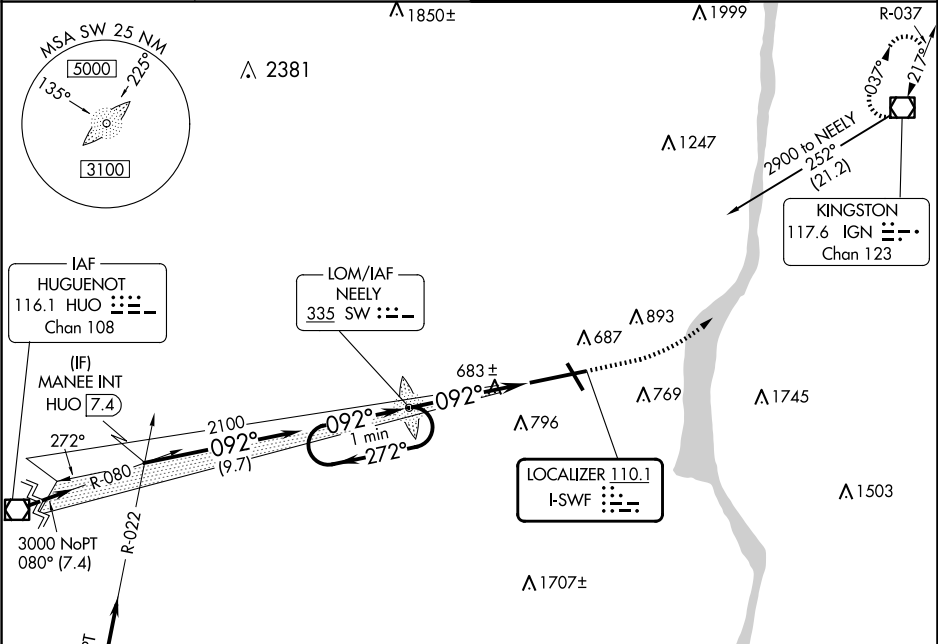 MSA SW 25 NM
5000
135°
225°
3100
1850±
1999
2381
1247
R-037
037°
217°
2900 to NEELY
252°
(21.2)
KINGSTON
117.6 IGN
Chan 123
IAF
HUGUENOT
116.1 HUO
Chan 108
LOM/IAF
NEELY
335 SW
(IF)
MANEE INT
HUO 7.4
272°
R-080
2100
092°
(9.7)
092°
1 min
272°
092°
683 ±
687
893
769
796
1745
LOCALIZER 110.1
I-SWF
1503
3000 NoPT
080° (7.4)
R-022
1707±